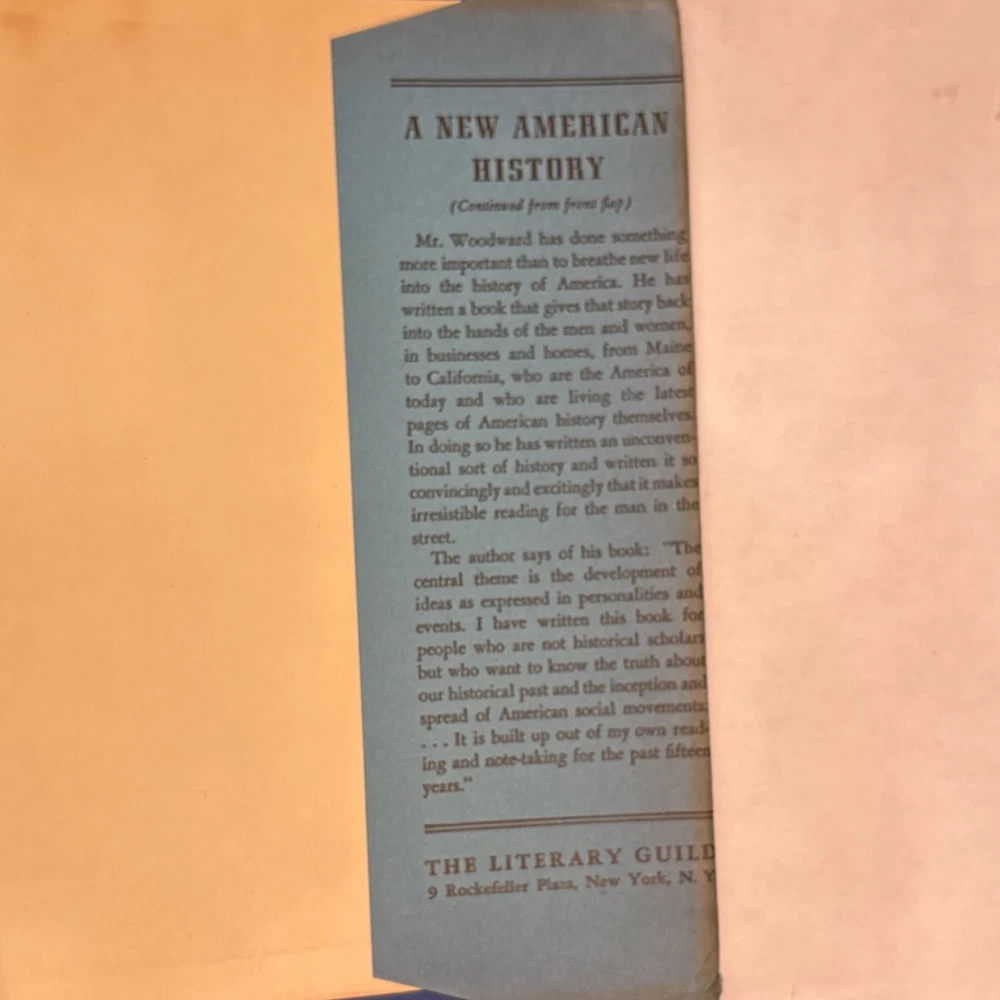 A NEW AMERICAN
HISTORY
(Continued from front flap)
Mr. Woodward has done something
more important than to breathe new life
into the history of America. He has
written a book that gives that story back
into the hands of the men and women,
in businesses and homes, from Maine
to California, who are the America of
today and who are living the latest
pages of American history themselves.
In doing so he has written an unconven-
tional sort of history and written it so
convincingly and excitingly that it makes
irresistible reading for the man in the
street.
The author says of his book: "The
central theme is the development of
ideas as expressed in personalities and
events. I have written this book for
people who are not historical scholars
but who want to know the truth about
our historical past and the inception and
spread of American social movements.
... It is built up out of my own read-
ing and note-taking for the past fifteen
years."
THE LITERARY GUILD
9 Rockefeller Plaza, New York, N. Y